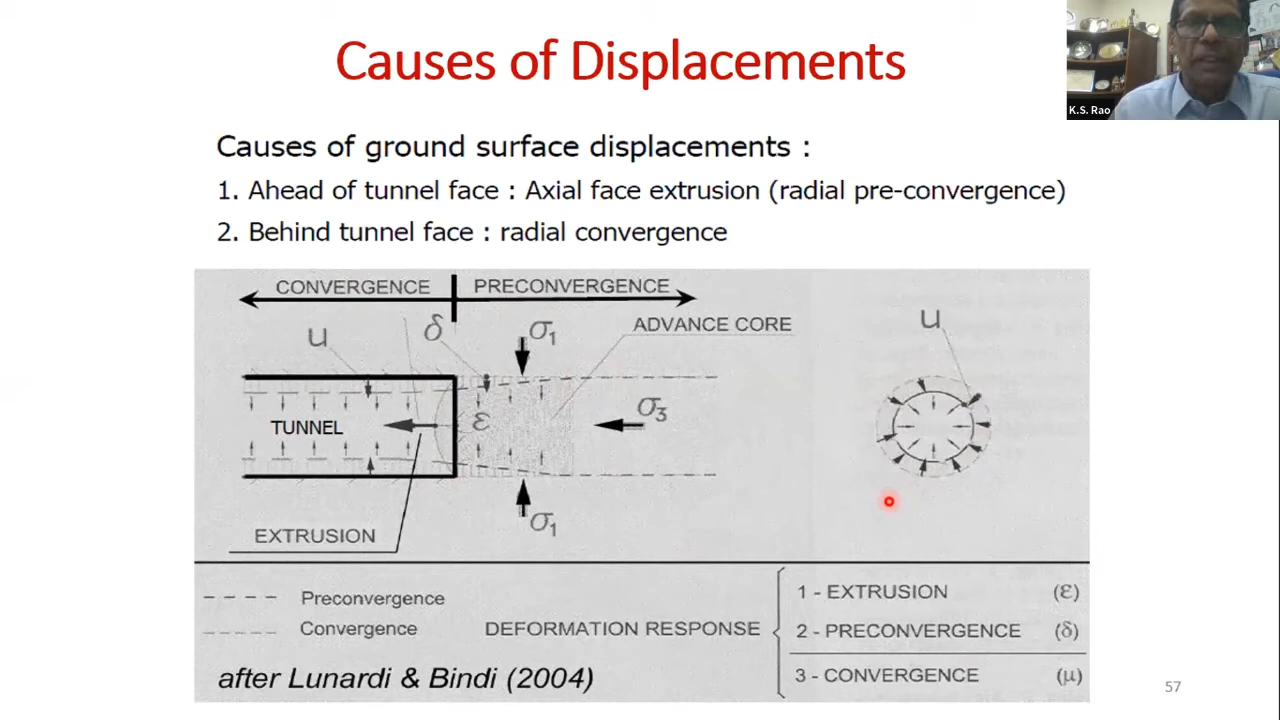 Causes of Displacements
K.S. Rao
Causes of ground surface displacements :
1. Ahead of tunnel face : Axial face extrusion (radial pre-convergence)
2. Behind tunnel face : radial convergence
CONVERGENCE PRECONVERGENCE
u δ σ1 ADVANCE CORE u
TUNNEL ε σ3
σ1
EXTRUSION
Preconvergence
Convergence
DEFORMATION RESPONSE
1 - EXTRUSION (ε)
2 - PRECONVERGENCE (δ)
3 - CONVERGENCE (μ)
after Lunardi & Bindi (2004)
57